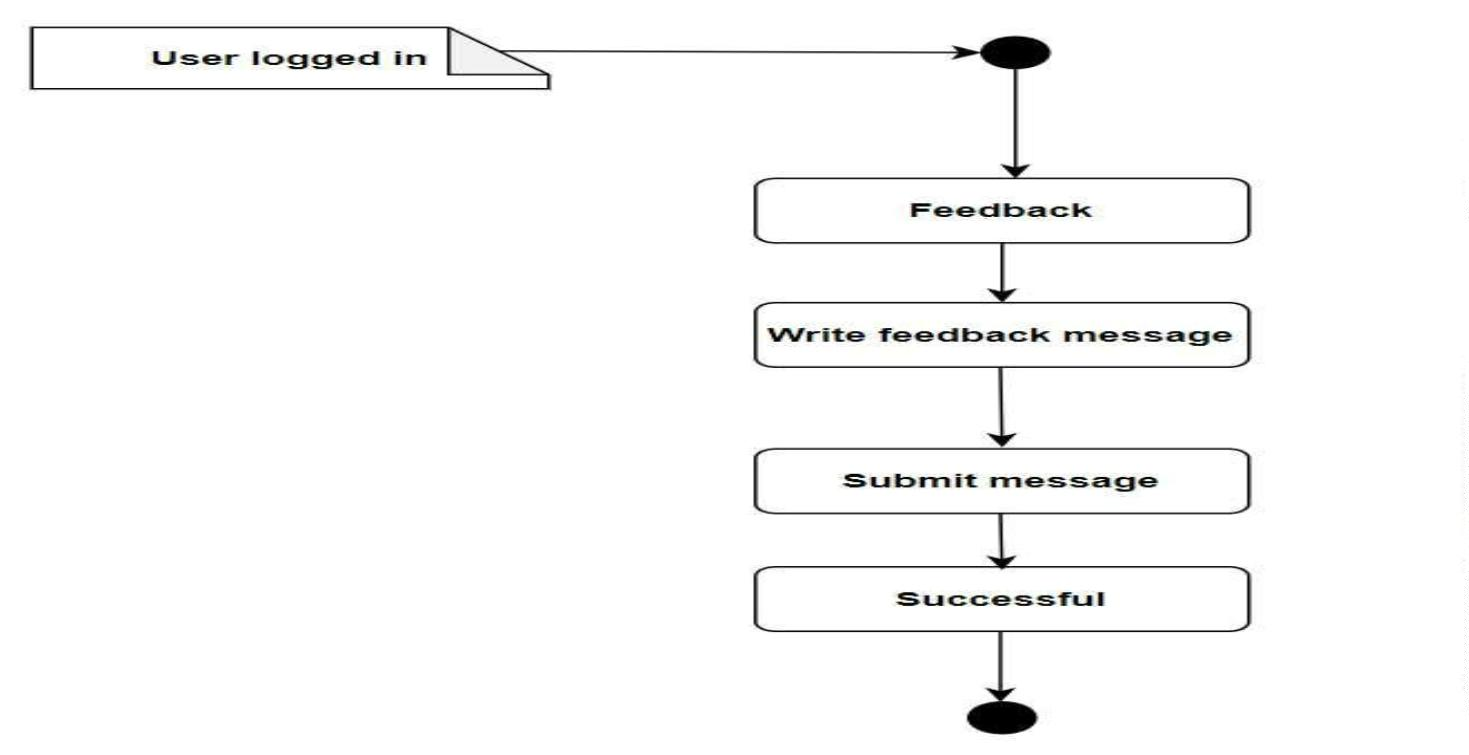 User logged in
Feedback
Write feedback message
Submit message
Successful